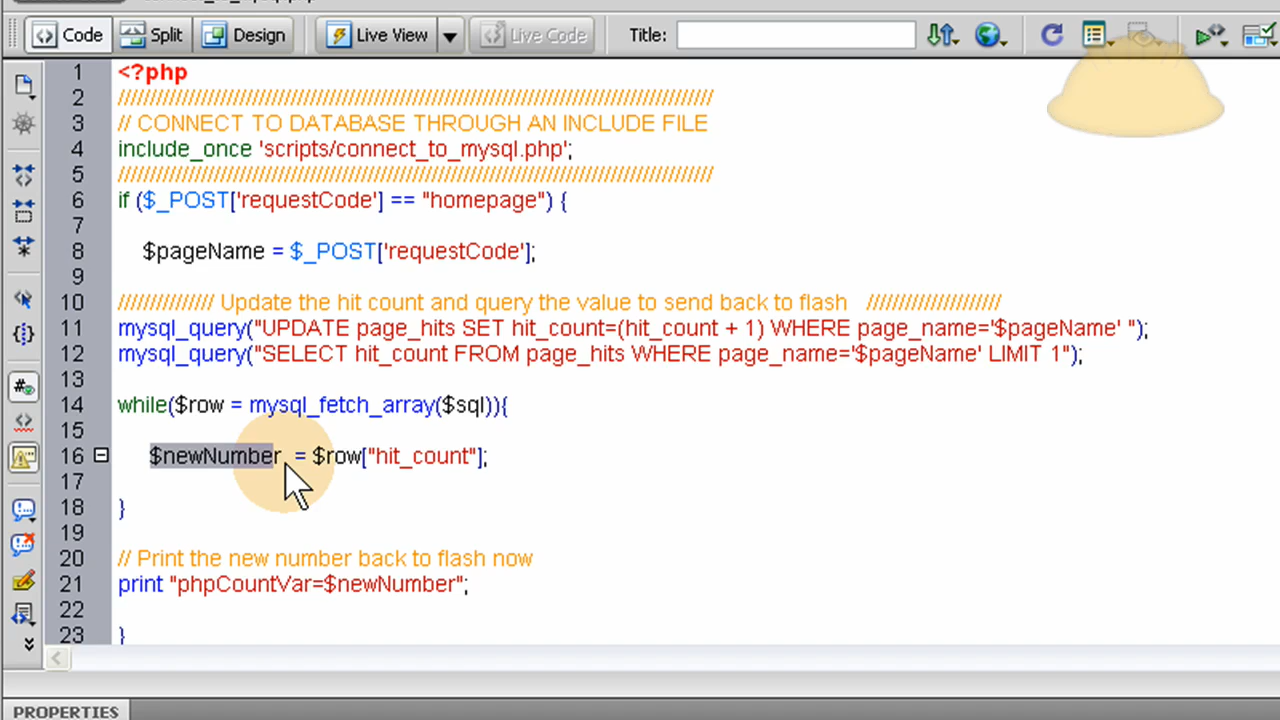 Code Split Design Live View Live Code Title:
1 <?php
2 //////////////////////////////////////////////////////////////////////////////////////////
3 // CONNECT TO DATABASE THROUGH AN INCLUDE FILE
4 include_once 'scripts/connect_to_mysql.php';
5 //////////////////////////////////////////////////////////////////////////////////////////
6 if ($_POST['requestCode'] == "homepage") {
7
8 $pageName = $_POST['requestCode'];
9
10 /////////////// Update the hit count and query the value to send back to flash /////////////////////
11 mysql_query("UPDATE page_hits SET hit_count=(hit_count + 1) WHERE page_name='$pageName' ");
12 mysql_query("SELECT hit_count FROM page_hits WHERE page_name='$pageName' LIMIT 1");
13
14 while($row = mysql_fetch_array($sql)){
15
16 $newNumber = $row["hit_count"];
17
18 }
19
20 // Print the new number back to flash now
21 print "phpCountVar=$newNumber";
22
23 }
PROPERTIES